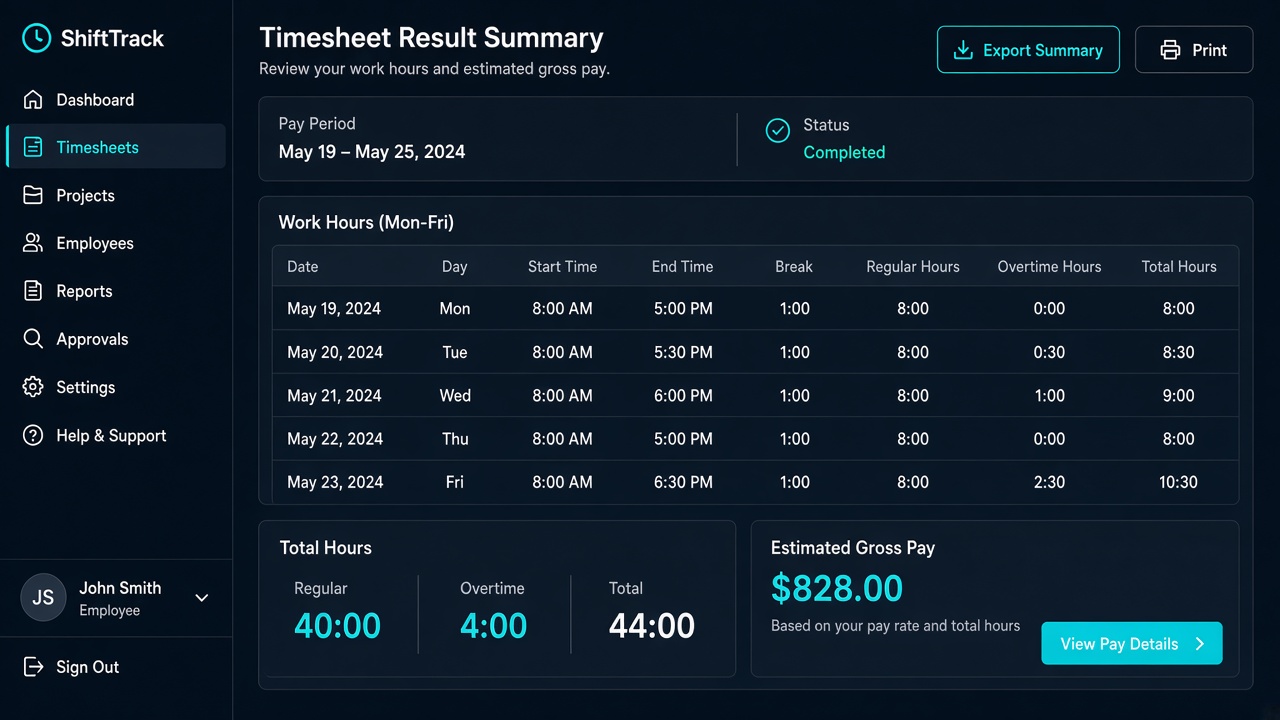 ShiftTrack
Dashboard
Timesheets
Projects
Employees
Reports
Approvals
Settings
Help & Support
JS
John Smith
Employee
Sign Out
Timesheet Result Summary
Review your work hours and estimated gross pay.
Export Summary
Print
Pay Period
May 19 – May 25, 2024
Status
Completed
Work Hours (Mon-Fri)
Date Day Start Time End Time Break Regular Hours Overtime Hours Total Hours
May 19, 2024 Mon 8:00 AM 5:00 PM 1:00 8:00 0:00 8:00
May 20, 2024 Tue 8:00 AM 5:30 PM 1:00 8:00 0:30 8:30
May 21, 2024 Wed 8:00 AM 6:00 PM 1:00 8:00 1:00 9:00
May 22, 2024 Thu 8:00 AM 5:00 PM 1:00 8:00 0:00 8:00
May 23, 2024 Fri 8:00 AM 6:30 PM 1:00 8:00 2:30 10:30
Total Hours
Regular Overtime Total
40:00 4:00 44:00
Estimated Gross Pay
$828.00
Based on your pay rate and total hours
View Pay Details